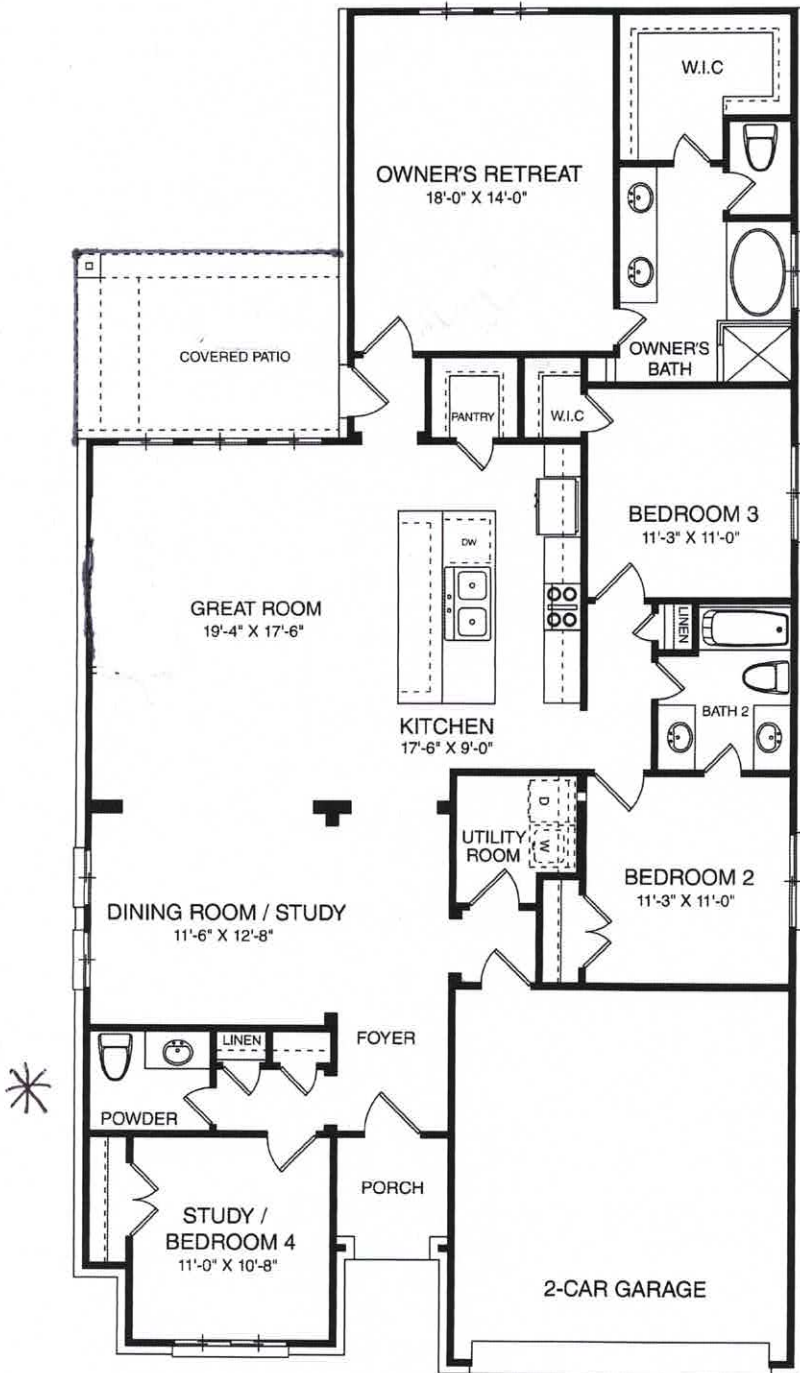 W.I.C
OWNER'S RETREAT
18'-0" X 14'-0"
COVERED PATIO
OWNER'S
BATH
PANTRY
W.I.C
BEDROOM 3
11'-3" X 11'-0"
DW
GREAT ROOM
19'-4" X 17'-6"
LINEN
BATH 2
KITCHEN
17'-6" X 9'-0"
D
W
UTILITY
ROOM
BEDROOM 2
11'-3" X 11'-0"
DINING ROOM / STUDY
11'-6" X 12'-8"
LINEN
FOYER
POWDER
PORCH
STUDY /
BEDROOM 4
11'-0" X 10'-8"
2-CAR GARAGE